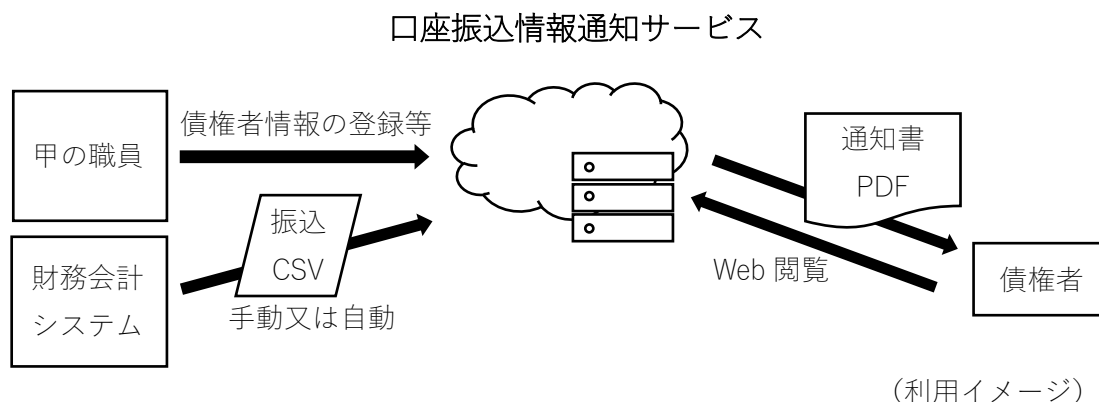 口座振込情報通知サービス
甲の職員
債権者情報の登録等
通知書
PDF
財務会計
システム
振込
CSV
手動又は自動
Web 閲覧
債権者
（利用イメージ）